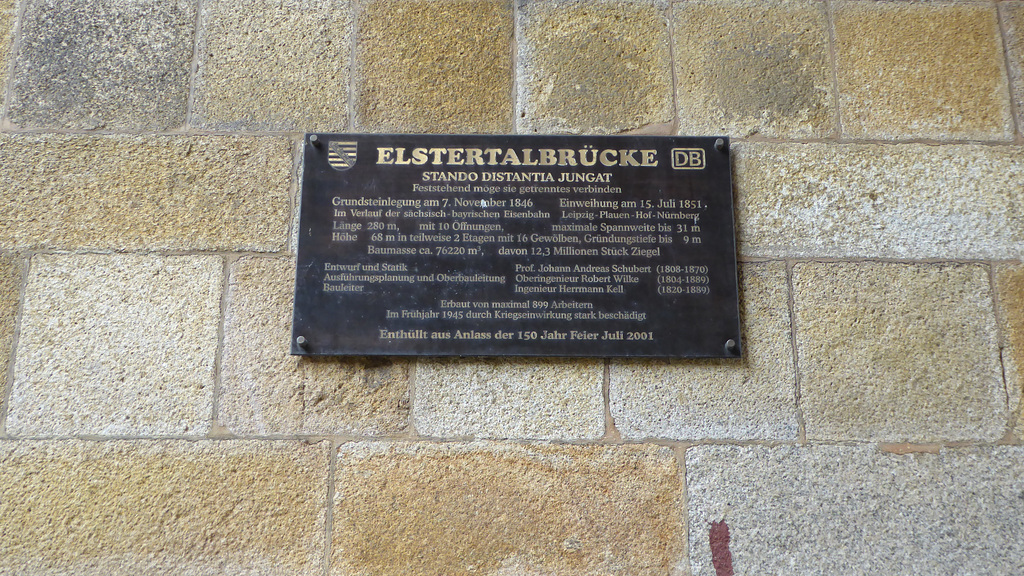 ELSTERTALBRÜCKE DB
STANDO DISTANTIA JUNGAT
Feststehend möge sie getrenntes verbinden
Grundsteinlegung am 7. November 1846 Einweihung am 15. Juli 1851.
Im Verlauf der sächsisch-bayrischen Eisenbahn Leipzig-Plauen-Hof-Nürnberg
Länge 280 m, mit 10 Öffnungen, maximale Spannweite bis 31 m
Höhe 68 m in teilweise 2 Etagen mit 16 Gewölben, Gründungstiefe bis 9 m
Baumasse ca. 76220 m³, davon 12,3 Millionen Stück Ziegel
Entwurf und Statik Prof. Johann Andreas Schubert (1808-1870)
Ausführungsplanung und Oberbauleitung Oberingenieur Robert Wilke (1804-1889)
Bauleiter Ingenieur Herrmann Kell (1820-1889)
Erbaut von maximal 899 Arbeitern
Im Frühjahr 1945 durch Kriegseinwirkung stark beschädigt
Enthüllt aus Anlass der 150 Jahr Feier Juli 2001